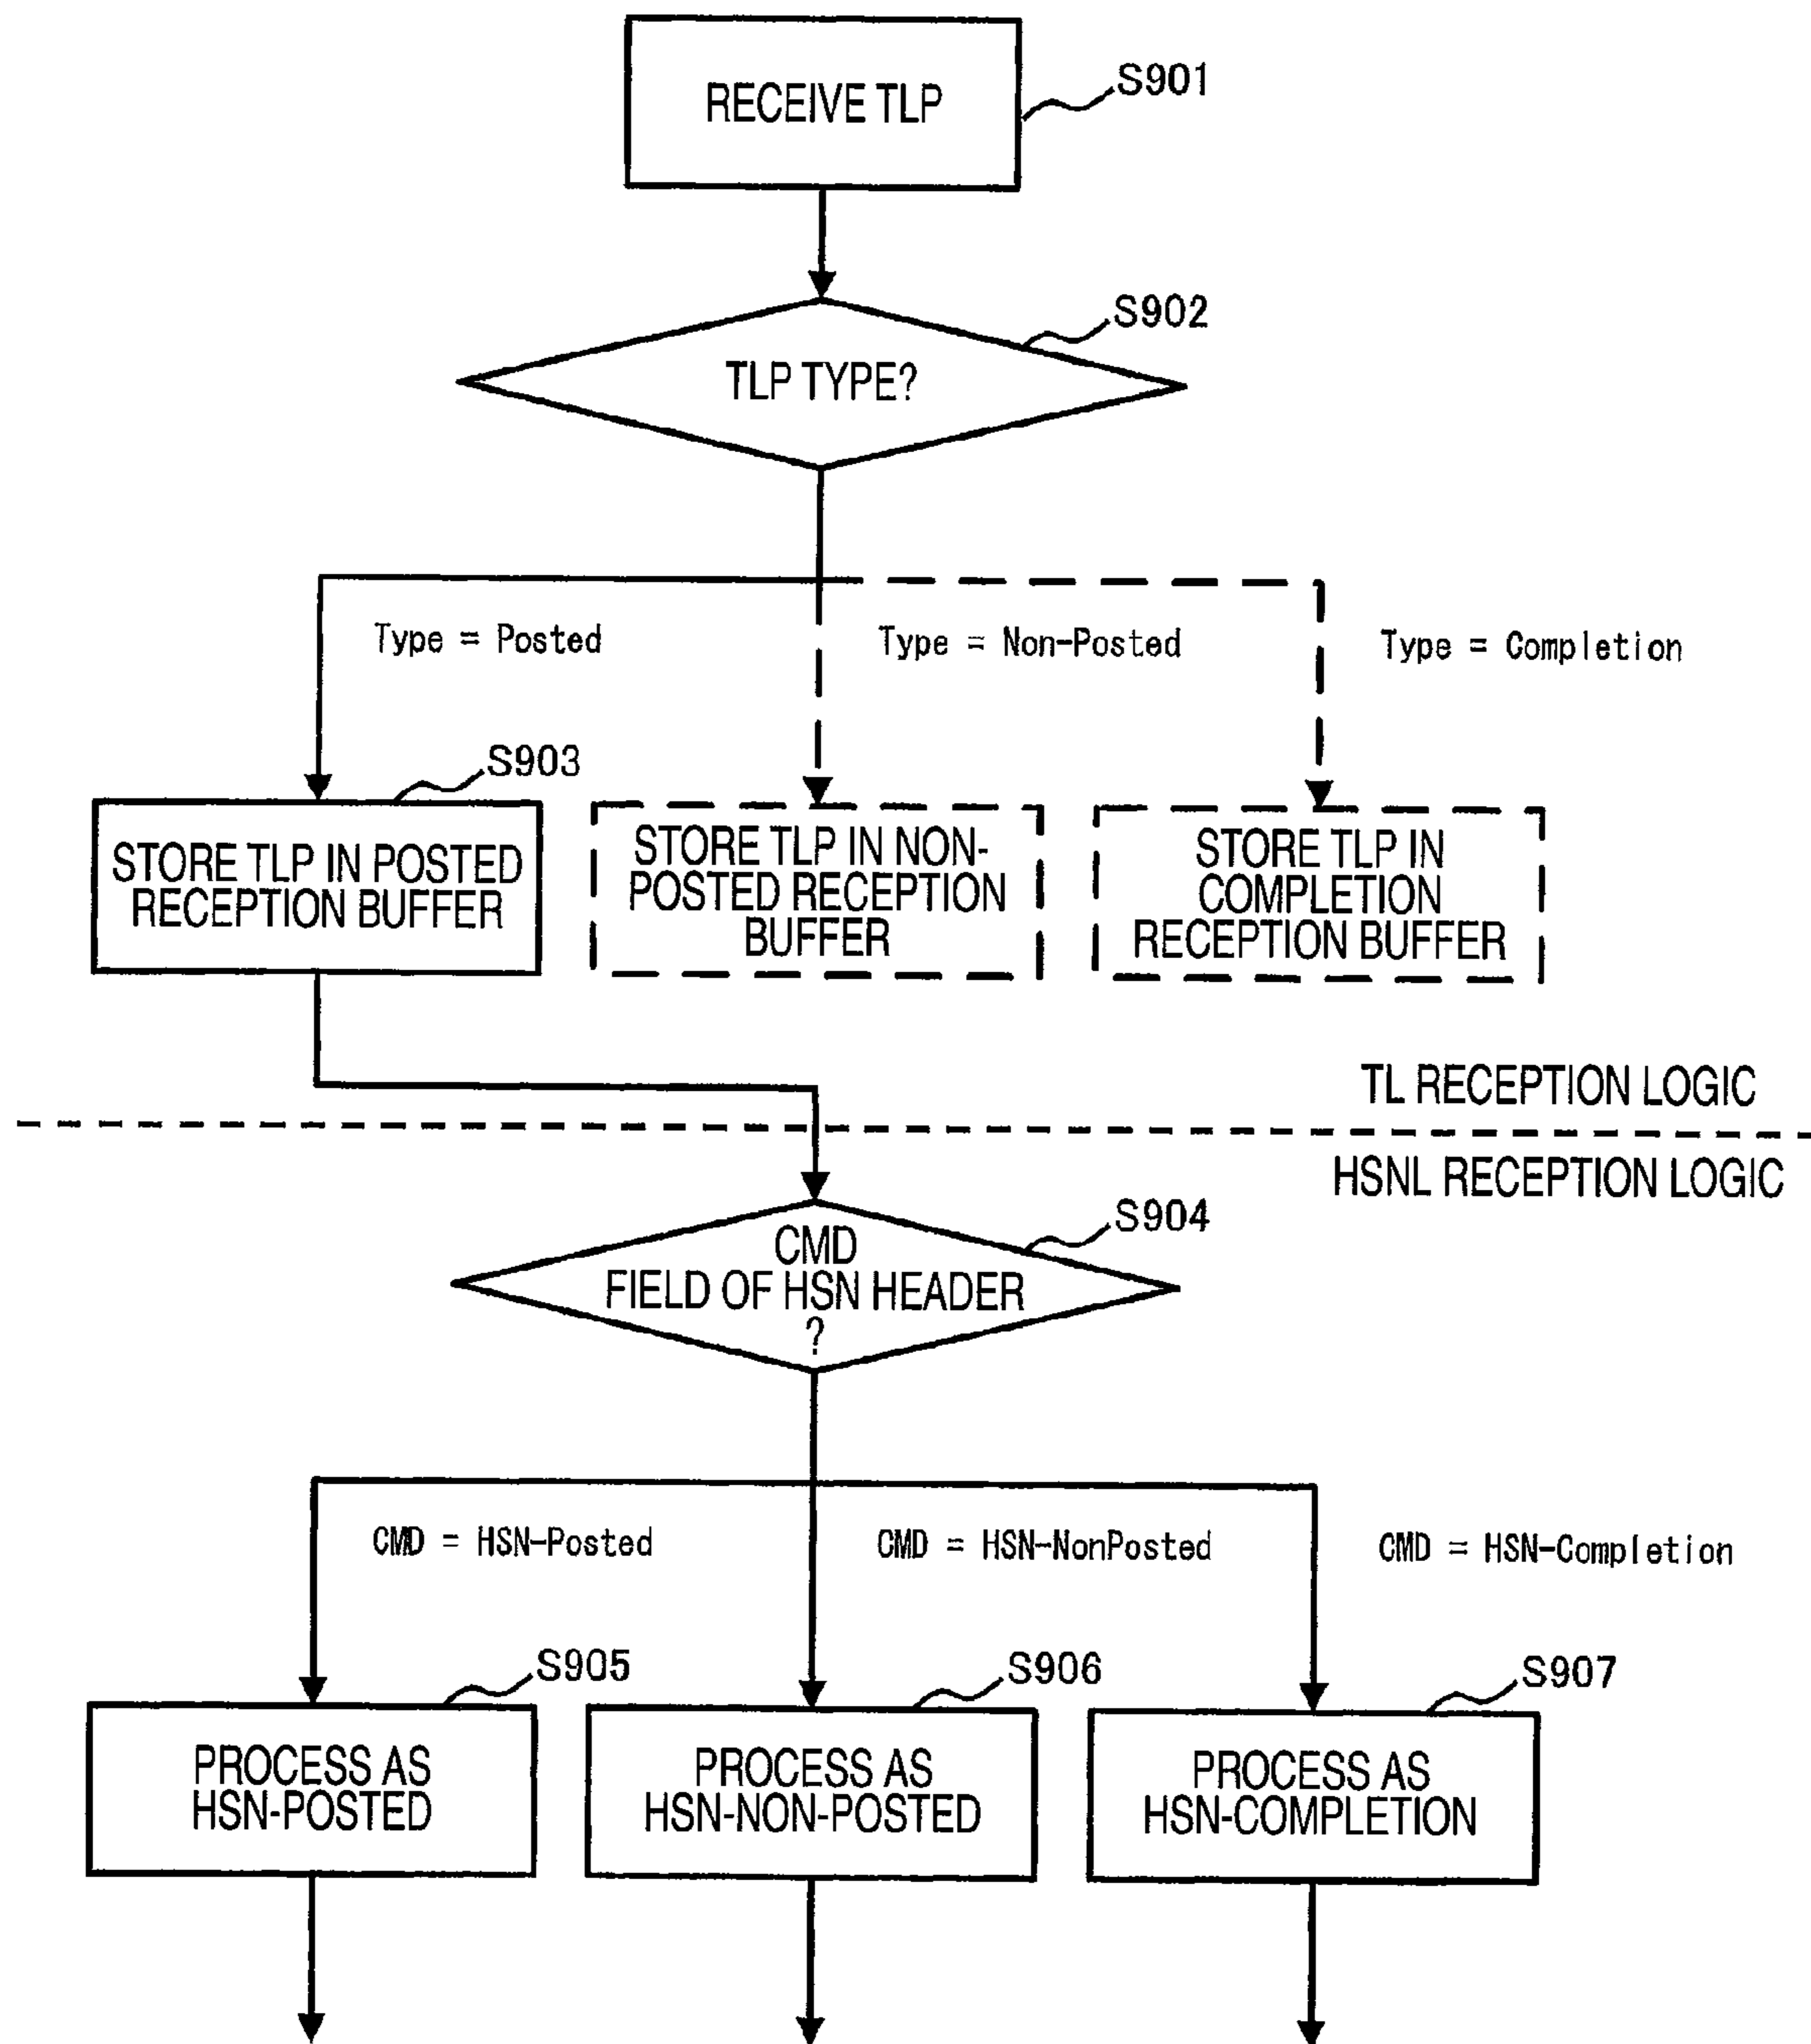 RECEIVE TLP
S901
S902
TLP TYPE?
Type = Posted
Type = Non-Posted
Type = Completion
S903
STORE TLP IN POSTED
RECEPTION BUFFER
STORE TLP IN NON-
POSTED RECEPTION
BUFFER
STORE TLP IN
COMPLETION
RECEPTION BUFFER
TL RECEPTION LOGIC
HSNL RECEPTION LOGIC
S904
CMD
FIELD OF HSN HEADER
?
CMD = HSN-Posted
CMD = HSN-NonPosted
CMD = HSN-Completion
S905
S906
S907
PROCESS AS
HSN-POSTED
PROCESS AS
HSN-NON-POSTED
PROCESS AS
HSN-COMPLETION